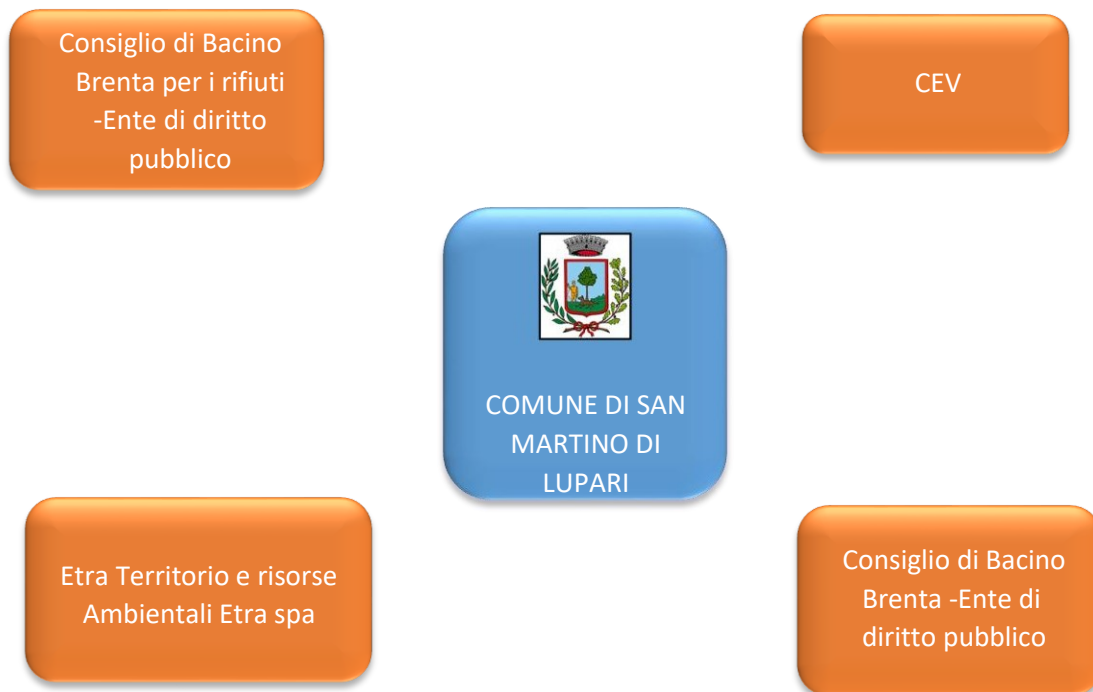 Consiglio di Bacino
Brenta per i rifiuti
-Ente di diritto
pubblico
CEV
COMUNE DI SAN
MARTINO DI
LUPARI
Etra Territorio e risorse
Ambientali Etra spa
Consiglio di Bacino
Brenta -Ente di
diritto pubblico